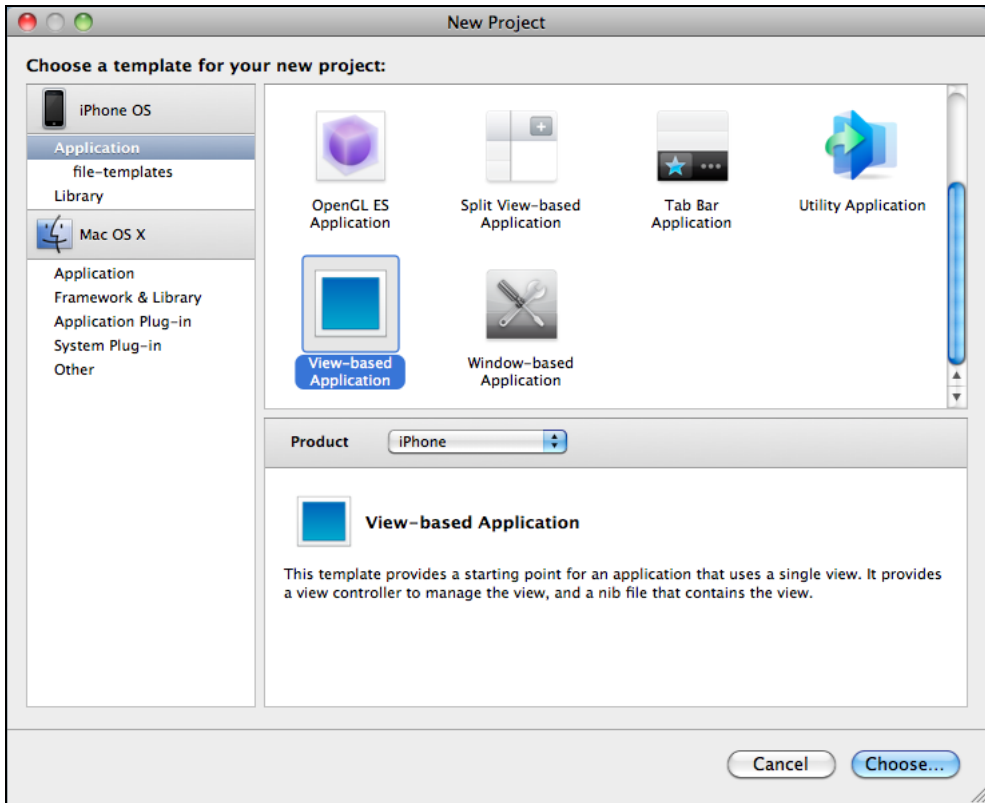 New Project
Choose a template for your new project:
iPhone OS
Application
file-templates
Library
Mac OS X
Application
Framework & Library
Application Plug-in
System Plug-in
Other
OpenGL ES
Application
Split View-based
Application
Tab Bar
Application
Utility Application
View-based
Application
Window-based
Application
Product
iPhone
View-based Application
This template provides a starting point for an application that uses a single view. It provides
a view controller to manage the view, and a nib file that contains the view.
Cancel
Choose...